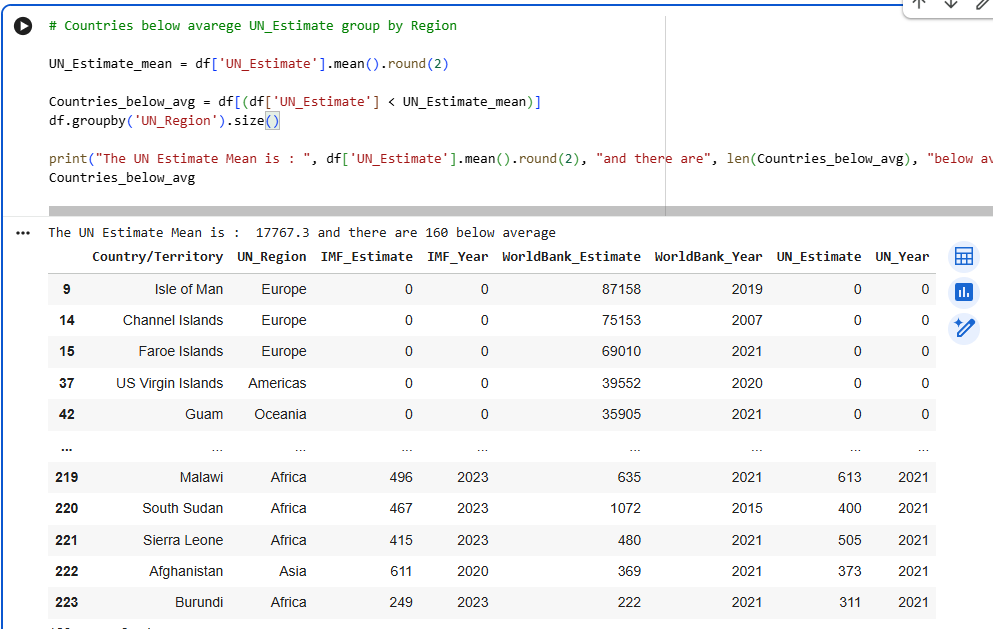 # Countries below avarege UN_Estimate group by Region
UN_Estimate_mean = df['UN_Estimate'].mean().round(2)
Countries_below_avg = df[(df['UN_Estimate'] < UN_Estimate_mean)]
df.groupby('UN_Region').size()
print("The UN Estimate Mean is : ", df['UN_Estimate'].mean().round(2), "and there are", len(Countries_below_avg), "below av
Countries_below_avg
The UN Estimate Mean is :  17767.3 and there are 160 below average
Country/Territory UN_Region IMF_Estimate IMF_Year WorldBank_Estimate WorldBank_Year UN_Estimate UN_Year
9 Isle of Man Europe 0 0 87158 2019 0 0
14 Channel Islands Europe 0 0 75153 2007 0 0
15 Faroe Islands Europe 0 0 69010 2021 0 0
37 US Virgin Islands Americas 0 0 39552 2020 0 0
42 Guam Oceania 0 0 35905 2021 0 0
... ... ... ... ... ... ... ... ...
219 Malawi Africa 496 2023 635 2021 613 2021
220 South Sudan Africa 467 2023 1072 2015 400 2021
221 Sierra Leone Africa 415 2023 480 2021 505 2021
222 Afghanistan Asia 611 2020 369 2021 373 2021
223 Burundi Africa 249 2023 222 2021 311 2021